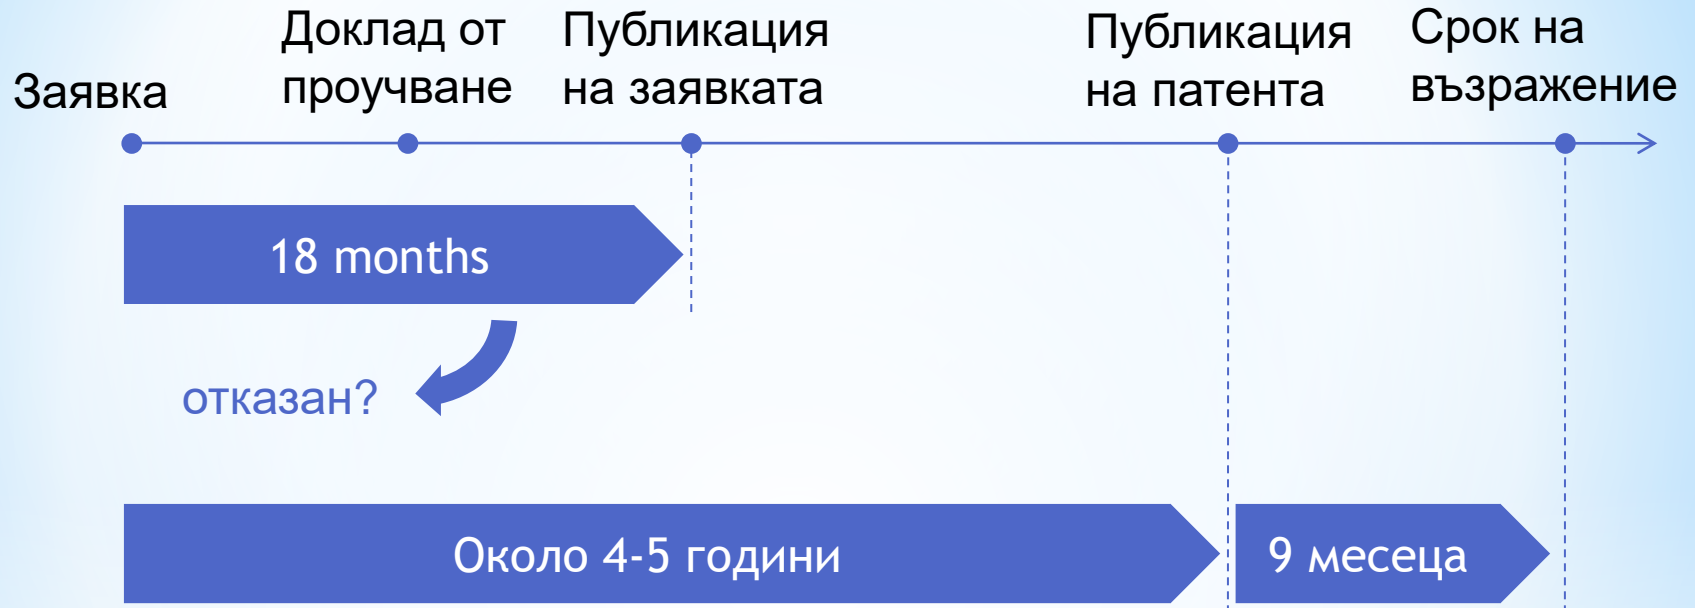 Заявка
Доклад от
проучване
Публикация
на заявката
Публикация
на патента
Срок на
възражение
18 months
отказан?
Около 4-5 години
9 месеца